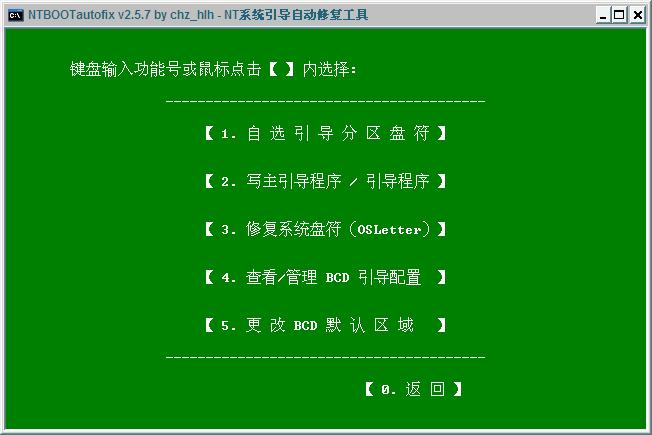 NTBOOTautofix v2.5.7 by chz_hlh - NT系统引导自动修复工具
键盘输入功能号或鼠标点击【 】内选择:
----------------------------------------
【 1. 自 选 引 导 分 区 盘 符 】
【 2. 写主引导程序 / 引导程序 】
【 3. 修复系统盘符（OSLetter）】
【 4. 查看/管理 BCD 引导配置 】
【 5. 更 改 BCD 默 认 区 域 】
----------------------------------------
【 0. 返 回 】